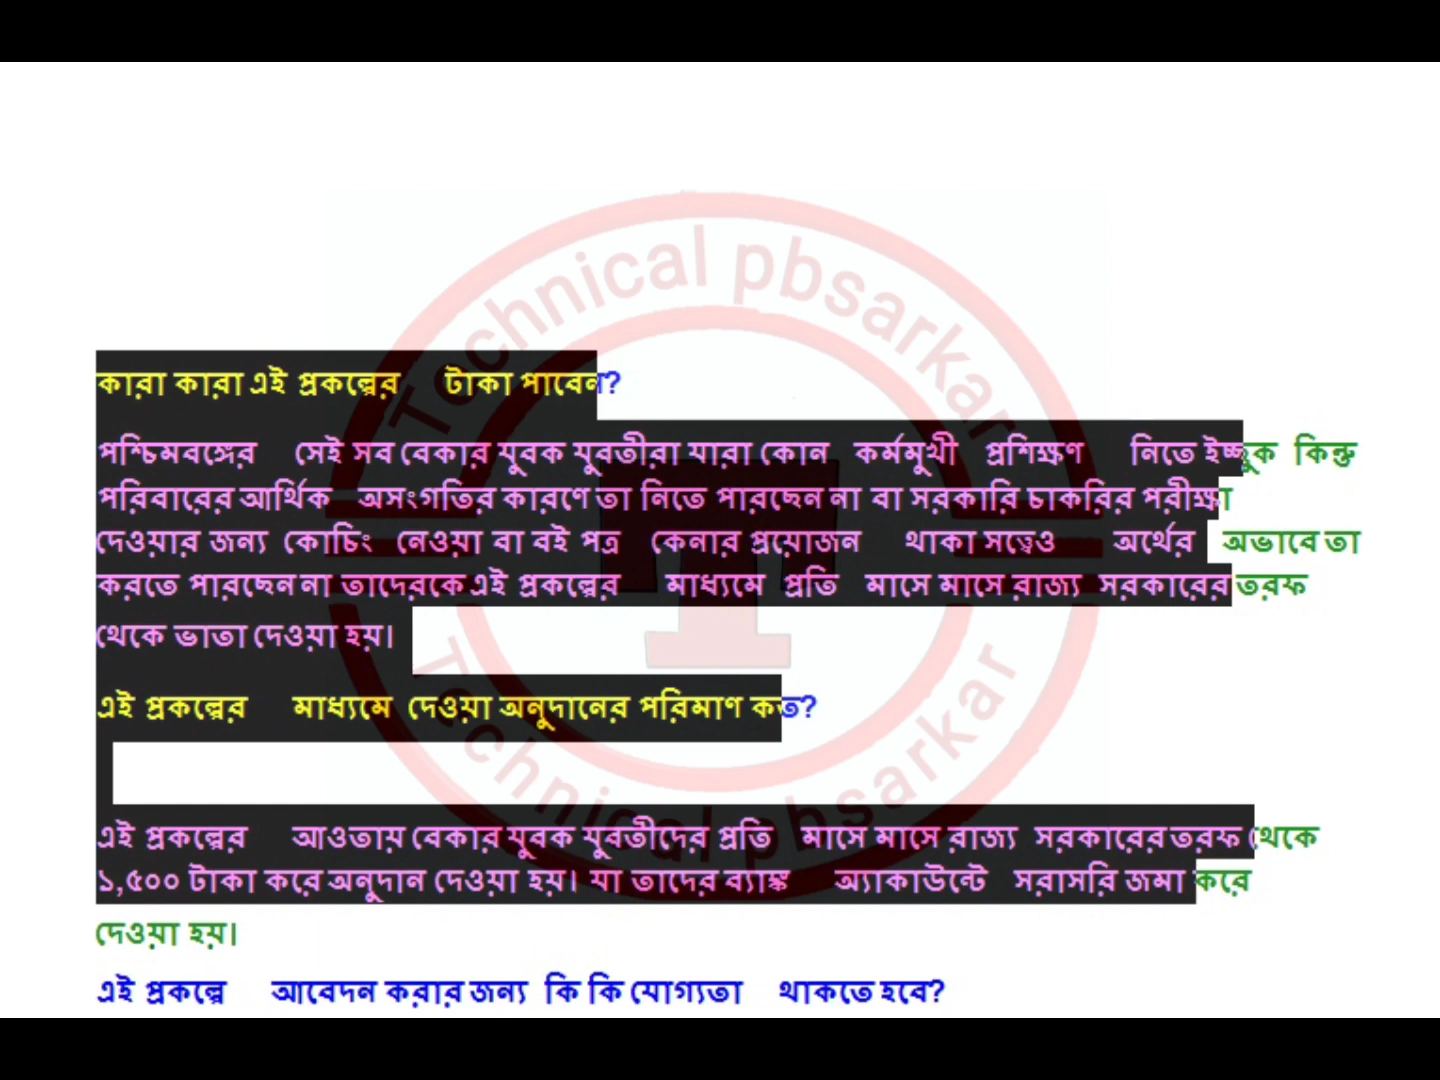 Technical pbsarkar
কারা কারা এই প্রকল্পের টাকা পাবেন?
পশ্চিমবঙ্গের সেই সব বেকার যুবক যুবতীরা যারা কোন কর্মমুখী প্রশিক্ষণ নিতে ইচ্ছুক কিন্তু
পরিবারের আর্থিক অসংগতির কারণে তা নিতে পারছেন না বা সরকারি চাকরির পরীক্ষা
দেওয়ার জন্য কোচিং নেওয়া বা বই পত্র কেনার প্রয়োজন থাকা সত্ত্বেও অর্থের অভাবে তা
করতে পারছেন না তাদেরকে এই প্রকল্পের মাধ্যমে প্রতি মাসে মাসে রাজ্য সরকারের তরফ
থেকে ভাতা দেওয়া হয়।
এই প্রকল্পের মাধ্যমে দেওয়া অনুদানের পরিমাণ কত?
এই প্রকল্পের আওতায় বেকার যুবক যুবতীদের প্রতি মাসে মাসে রাজ্য সরকারের তরফ থেকে
১,৫০০ টাকা করে অনুদান দেওয়া হয়। যা তাদের ব্যাঙ্ক অ্যাকাউন্টে সরাসরি জমা করে
দেওয়া হয়।
এই প্রকল্পে আবেদন করার জন্য কি কি যোগ্যতা থাকতে হবে?
T
Technical pbsarkar